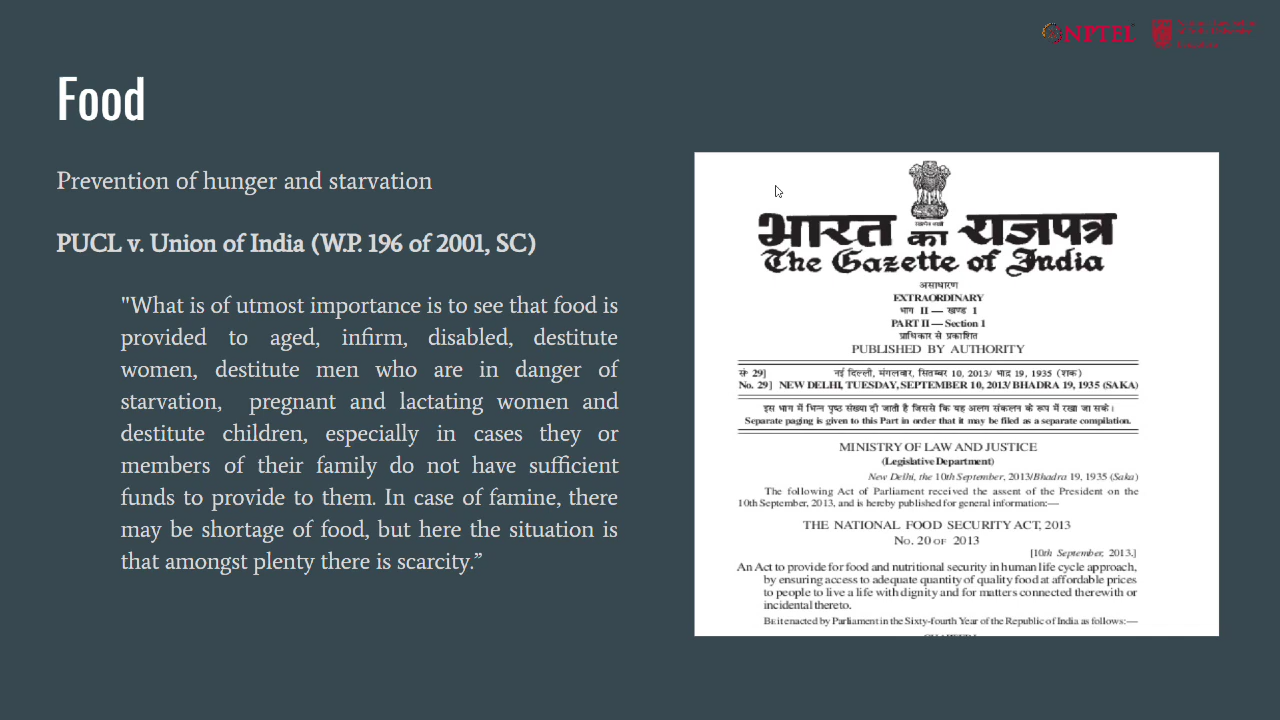 NPTEL
Food
Prevention of hunger and starvation
PUCL v. Union of India (W.P. 196 of 2001, SC)
"What is of utmost importance is to see that food is
provided to aged, infirm, disabled, destitute
women, destitute men who are in danger of
starvation, pregnant and lactating women and
destitute children, especially in cases they or
members of their family do not have sufficient
funds to provide to them. In case of famine, there
may be shortage of food, but here the situation is
that amongst plenty there is scarcity.”
भारत का राजपत्र
The Gazette of India
असाधारण
EXTRAORDINARY
भाग II — खण्ड 1
PART II — Section 1
प्राधिकार से प्रकाशित
PUBLISHED BY AUTHORITY
सं॰ 29] नई दिल्ली, मंगलवार, सितम्बर 10, 2013/ भाद्र 19, 1935 (शक)
No. 29] NEW DELHI, TUESDAY, SEPTEMBER 10, 2013/ BHADRA 19, 1935 (SAKA)
इस भाग में भिन्न पृष्ठ संख्या दी जाती है जिससे कि यह अलग संकलन के रूप में रखा जा सके।
Separate paging is given to this Part in order that it may be filed as a separate compilation.
MINISTRY OF LAW AND JUSTICE
(Legislative Department)
New Delhi, the 10th September, 2013/Bhadra 19, 1935 (Saka)
The following Act of Parliament received the assent of the President on the
10th September, 2013, and is hereby published for general information:—
THE NATIONAL FOOD SECURITY ACT, 2013
No. 20 OF 2013
[10th September, 2013.]
An Act to provide for food and nutritional security in human life cycle approach,
by ensuring access to adequate quantity of quality food at affordable prices
to people to live a life with dignity and for matters connected therewith or
incidental thereto.
BE it enacted by Parliament in the Sixty-fourth Year of the Republic of India as follows:—